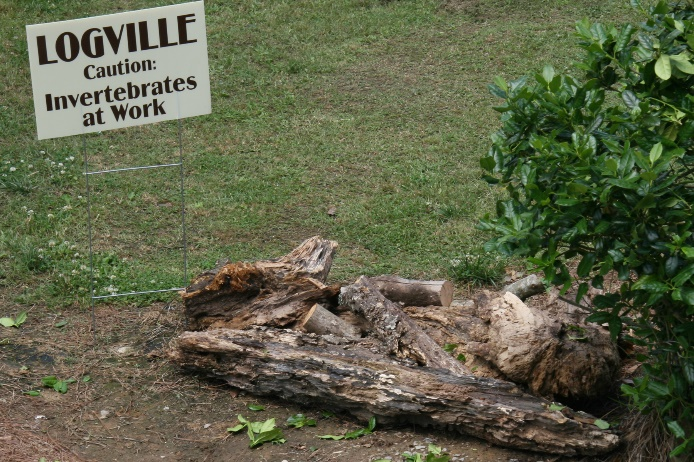 LOGVILLE
Caution:
Invertebrates
at Work